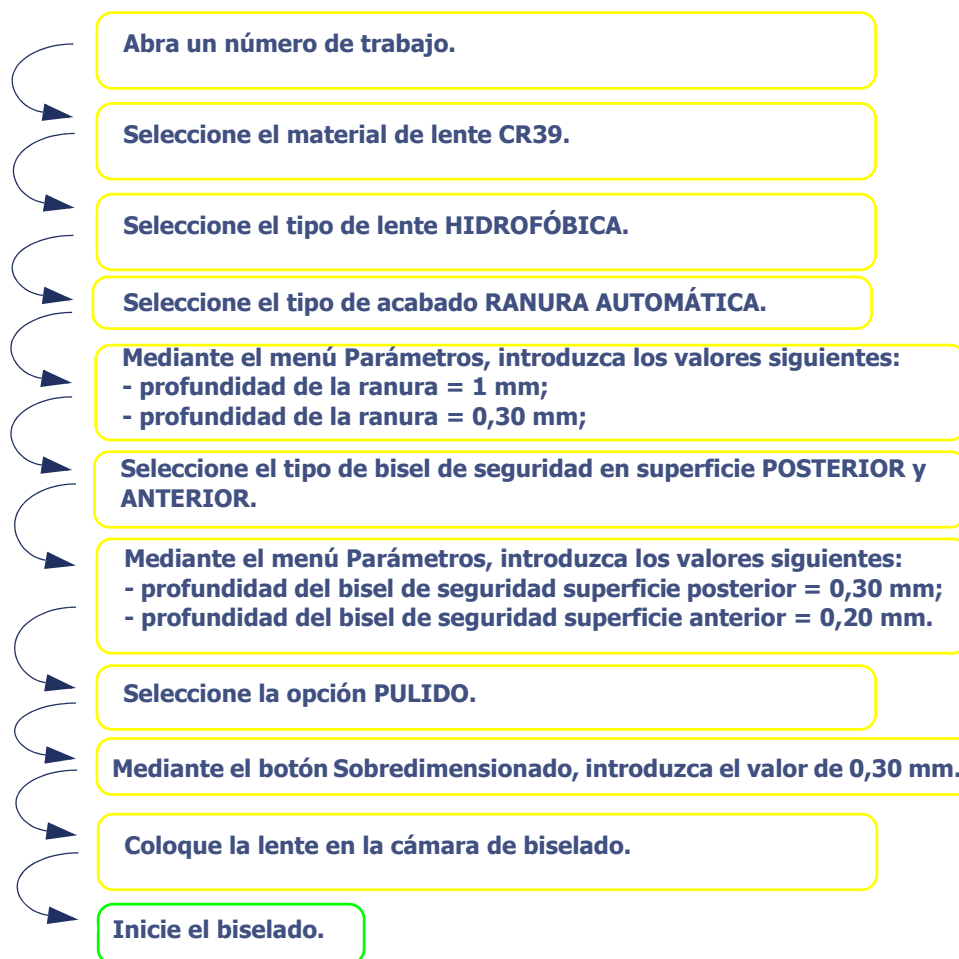 Abra un número de trabajo.
Seleccione el material de lente CR39.
Seleccione el tipo de lente HIDROFÓBICA.
Seleccione el tipo de acabado RANURA AUTOMÁTICA.
Mediante el menú Parámetros, introduzca los valores siguientes:
- profundidad de la ranura = 1 mm;
- profundidad de la ranura = 0,30 mm;
Seleccione el tipo de bisel de seguridad en superficie POSTERIOR y
ANTERIOR.
Mediante el menú Parámetros, introduzca los valores siguientes:
- profundidad del bisel de seguridad superficie posterior = 0,30 mm;
- profundidad del bisel de seguridad superficie anterior = 0,20 mm.
Seleccione la opción PULIDO.
Mediante el botón Sobredimensionado, introduzca el valor de 0,30 mm.
Coloque la lente en la cámara de biselado.
Inicie el biselado.